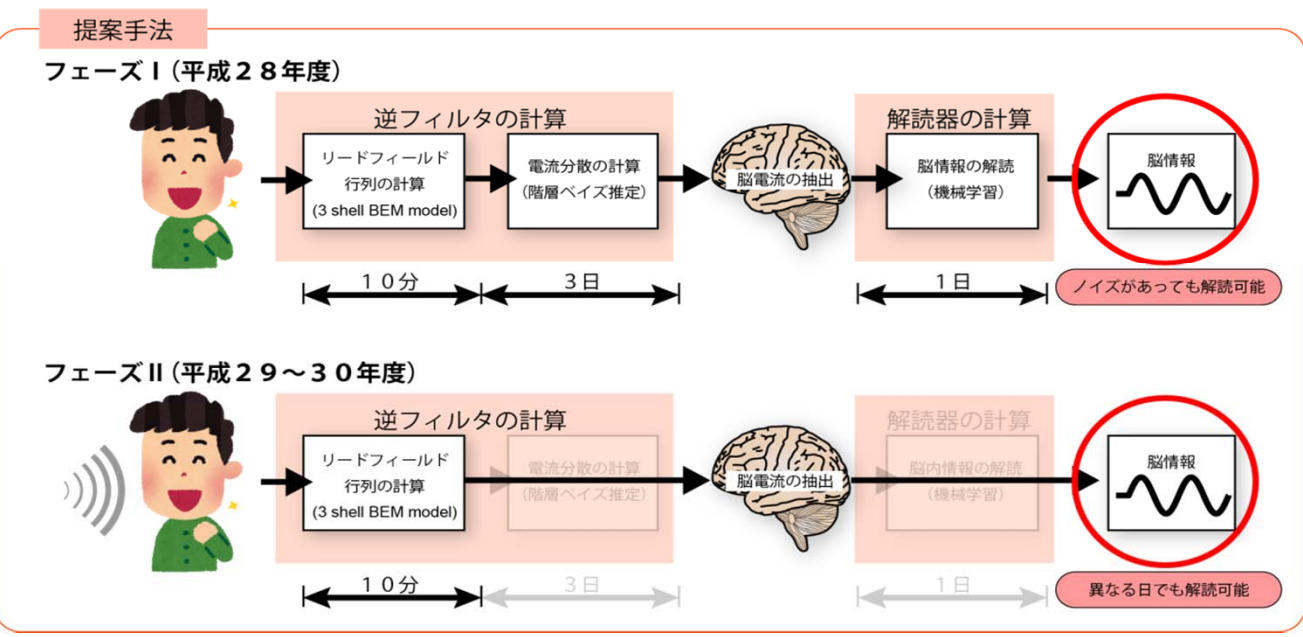 提案手法
フェーズⅠ（平成２８年度）
逆フィルタの計算
リードフィールド
行列の計算
(3 shell BEM model)
電流分散の計算
（階層ベイズ推定）
脳電流の抽出
解読器の計算
脳情報の解読
（機械学習）
脳情報
１０分
３日
１日
ノイズがあっても解読可能
フェーズⅡ（平成２９～３０年度）
逆フィルタの計算
リードフィールド
行列の計算
(3 shell BEM model)
電流分散の計算
（階層ベイズ推定）
脳電流の抽出
解読器の計算
脳内情報の解読
（機械学習）
脳情報
１０分
３日
１日
異なる日でも解読可能